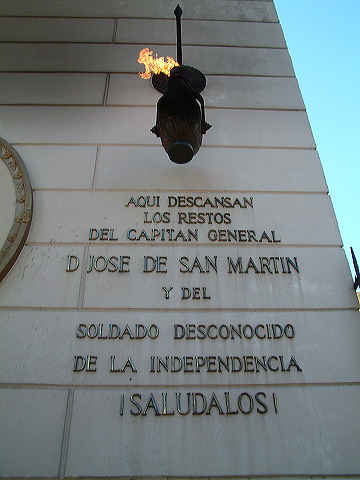 AQUI DESCANSAN
LOS RESTOS
DEL CAPITAN GENERAL
D JOSE DE SAN MARTIN
Y DEL
SOLDADO DESCONOCIDO
DE LA INDEPENDENCIA
¡SALUDALOS!